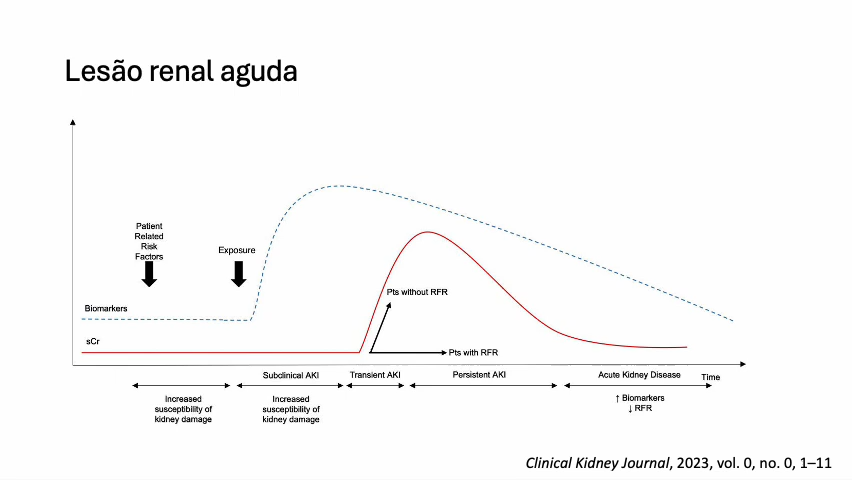 Lesão renal aguda
Patient
Related
Risk
Factors
Exposure
Pts without RFR
Biomarkers
sCr
Pts with RFR
Subclinical AKI
Transient AKI
Persistent AKI
Acute Kidney Disease
Time
Increased
susceptibility of
kidney damage
Increased
susceptibility of
kidney damage
↑ Biomarkers
↓ RFR
Clinical Kidney Journal, 2023, vol. 0, no. 0, 1–11